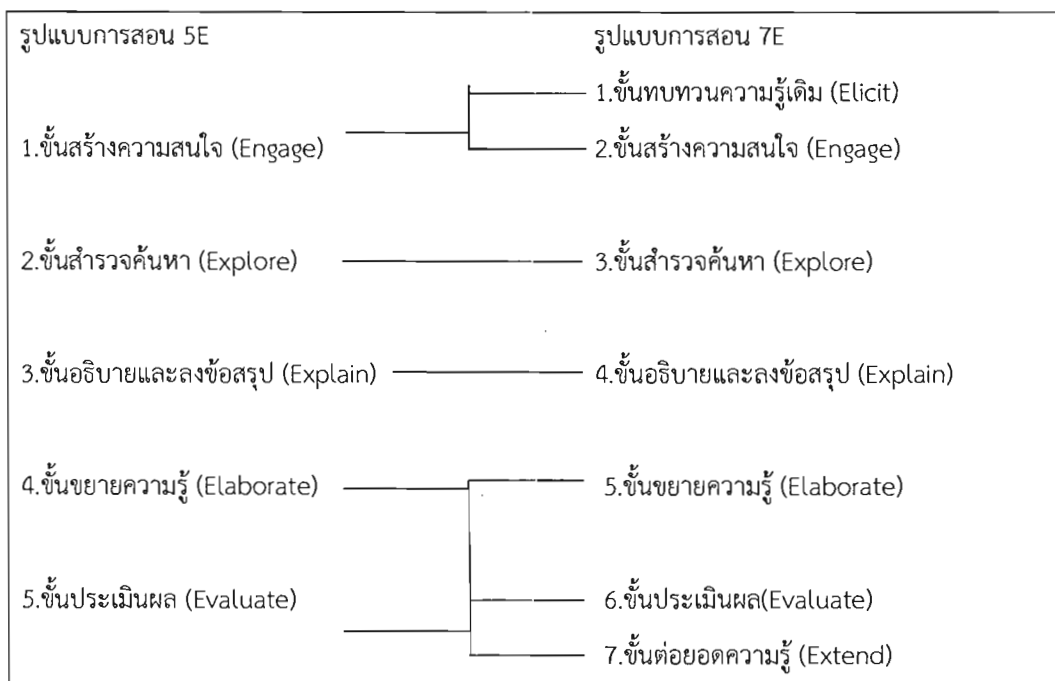 รูปแบบการสอน 5E รูปแบบการสอน 7E
1.ขั้นทบทวนความรู้เดิม (Elicit)
1.ขั้นสร้างความสนใจ (Engage) 2.ขั้นสร้างความสนใจ (Engage)
2.ขั้นสำรวจค้นหา (Explore) 3.ขั้นสำรวจค้นหา (Explore)
3.ขั้นอธิบายและลงข้อสรุป (Explain) 4.ขั้นอธิบายและลงข้อสรุป (Explain)
4.ขั้นขยายความรู้ (Elaborate) 5.ขั้นขยายความรู้ (Elaborate)
5.ขั้นประเมินผล (Evaluate) 6.ขั้นประเมินผล(Evaluate)
7.ขั้นต่อยอดความรู้ (Extend)